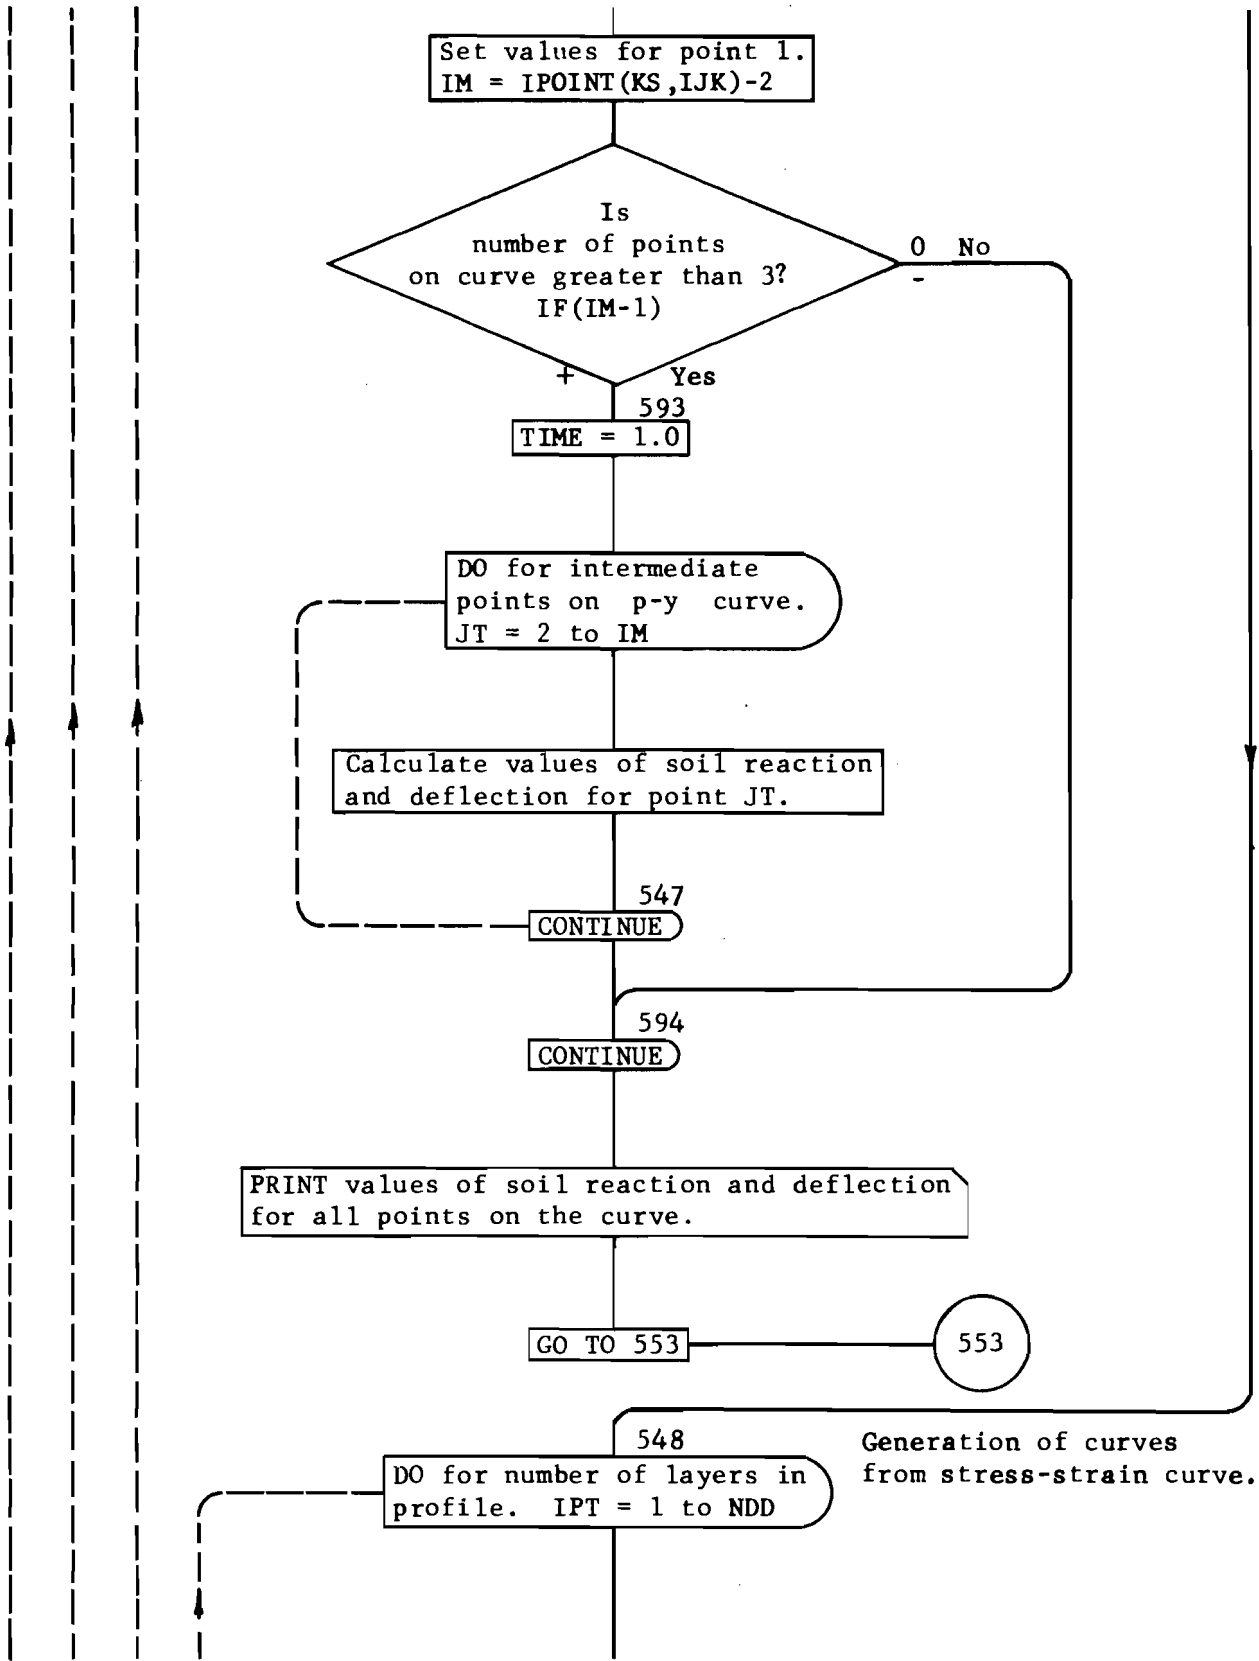 Set values for point 1.
IM = IPOINT(KS,IJK)-2
Is
number of points
on curve greater than 3?
IF(IM-1)
0 No
-
+ Yes
593
TIME = 1.0
DO for intermediate
points on p-y curve.
JT = 2 to IM
Calculate values of soil reaction
and deflection for point JT.
547
CONTINUE
594
CONTINUE
PRINT values of soil reaction and deflection
for all points on the curve.
GO TO 553
553
548
Generation of curves
from stress-strain curve.
DO for number of layers in
profile. IPT = 1 to NDD